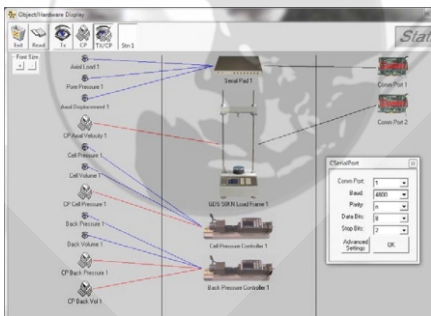 Object/Hardware Display
Exit
Read
Tx
CP
TX/CP
Stn:1
Font Size
+
-
Axial Load 1
Pore Pressure 1
Axial Displacement 1
CP Axial Velocity 1
Cell Pressure 1
Cell Volume 1
CP Cell Pressure 1
Back Pressure 1
Back Volume 1
CP Back Pressure 1
CP Back Vol 1
Serial Pad 1
GDS 50KN Load Frame 1
Cell Pressure Controller 1
Back Pressure Controller 1
Stati
Comm Port 1
Comm Port 2
CSerialPort
Comm Port: 1
Baud: 4800
Parity: n
Data Bits: 8
Stop Bits: 2
Advanced
Settings
OK